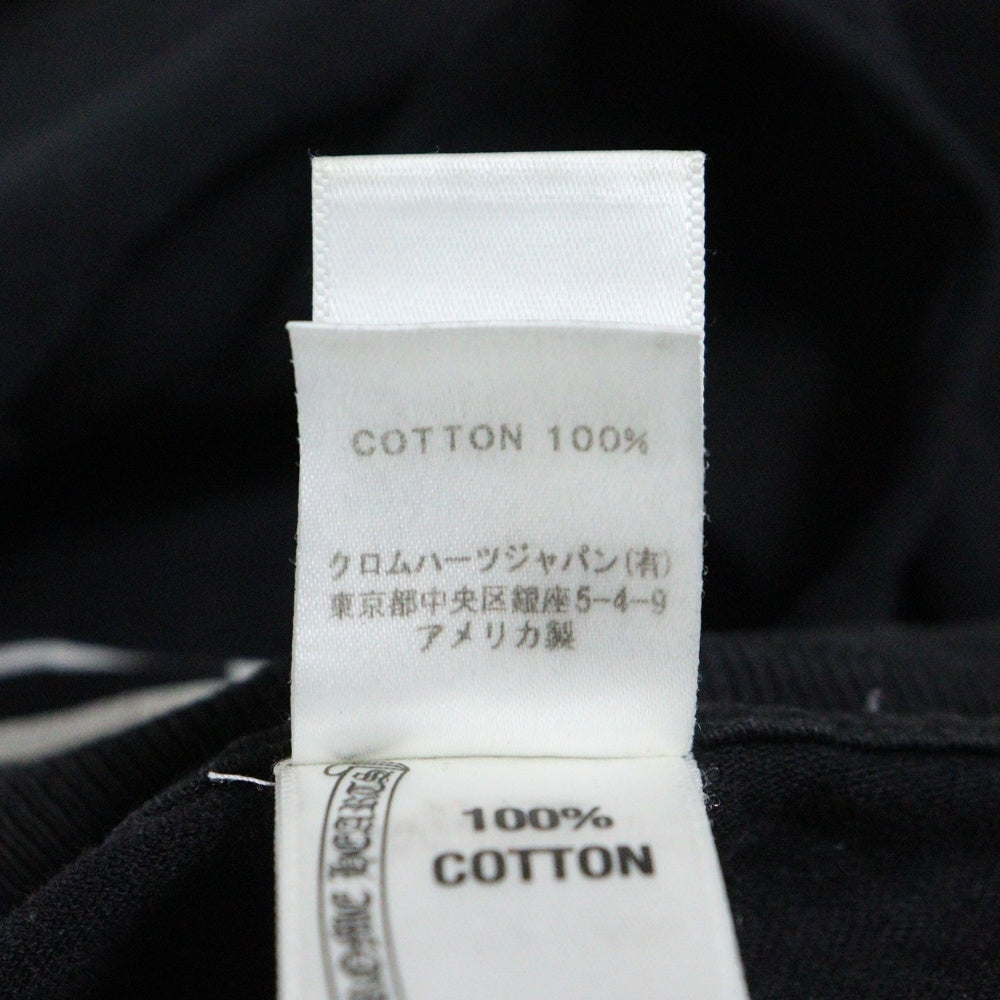 COTTON 100%
クロムハーツジャパン(有)
東京都中央区銀座5-4-9
アメリカ製
100%
COTTON
HEARTS